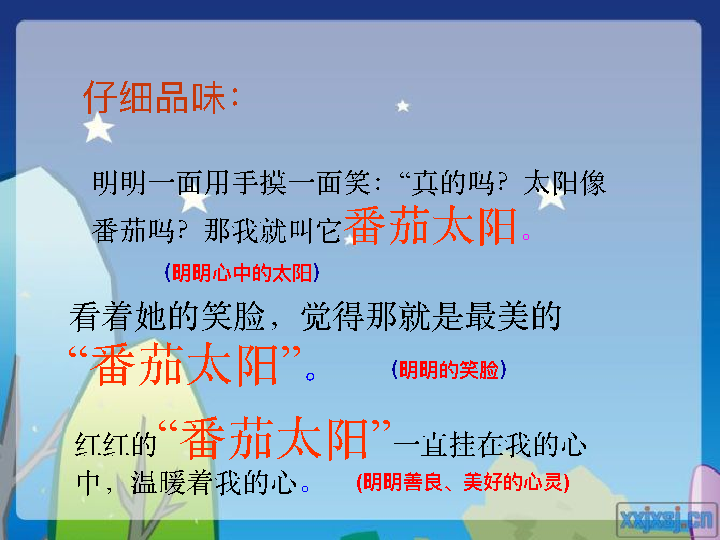 仔细品味：
明明一面用手摸一面笑：“真的吗？太阳像
番茄吗？那我就叫它番茄太阳。
(明明心中的太阳)
看着她的笑脸，觉得那就是最美的
“番茄太阳”。 (明明的笑脸)
红红的“番茄太阳”一直挂在我的心
中，温暖着我的心。 (明明善良、美好的心灵)
xxjxsj.cn